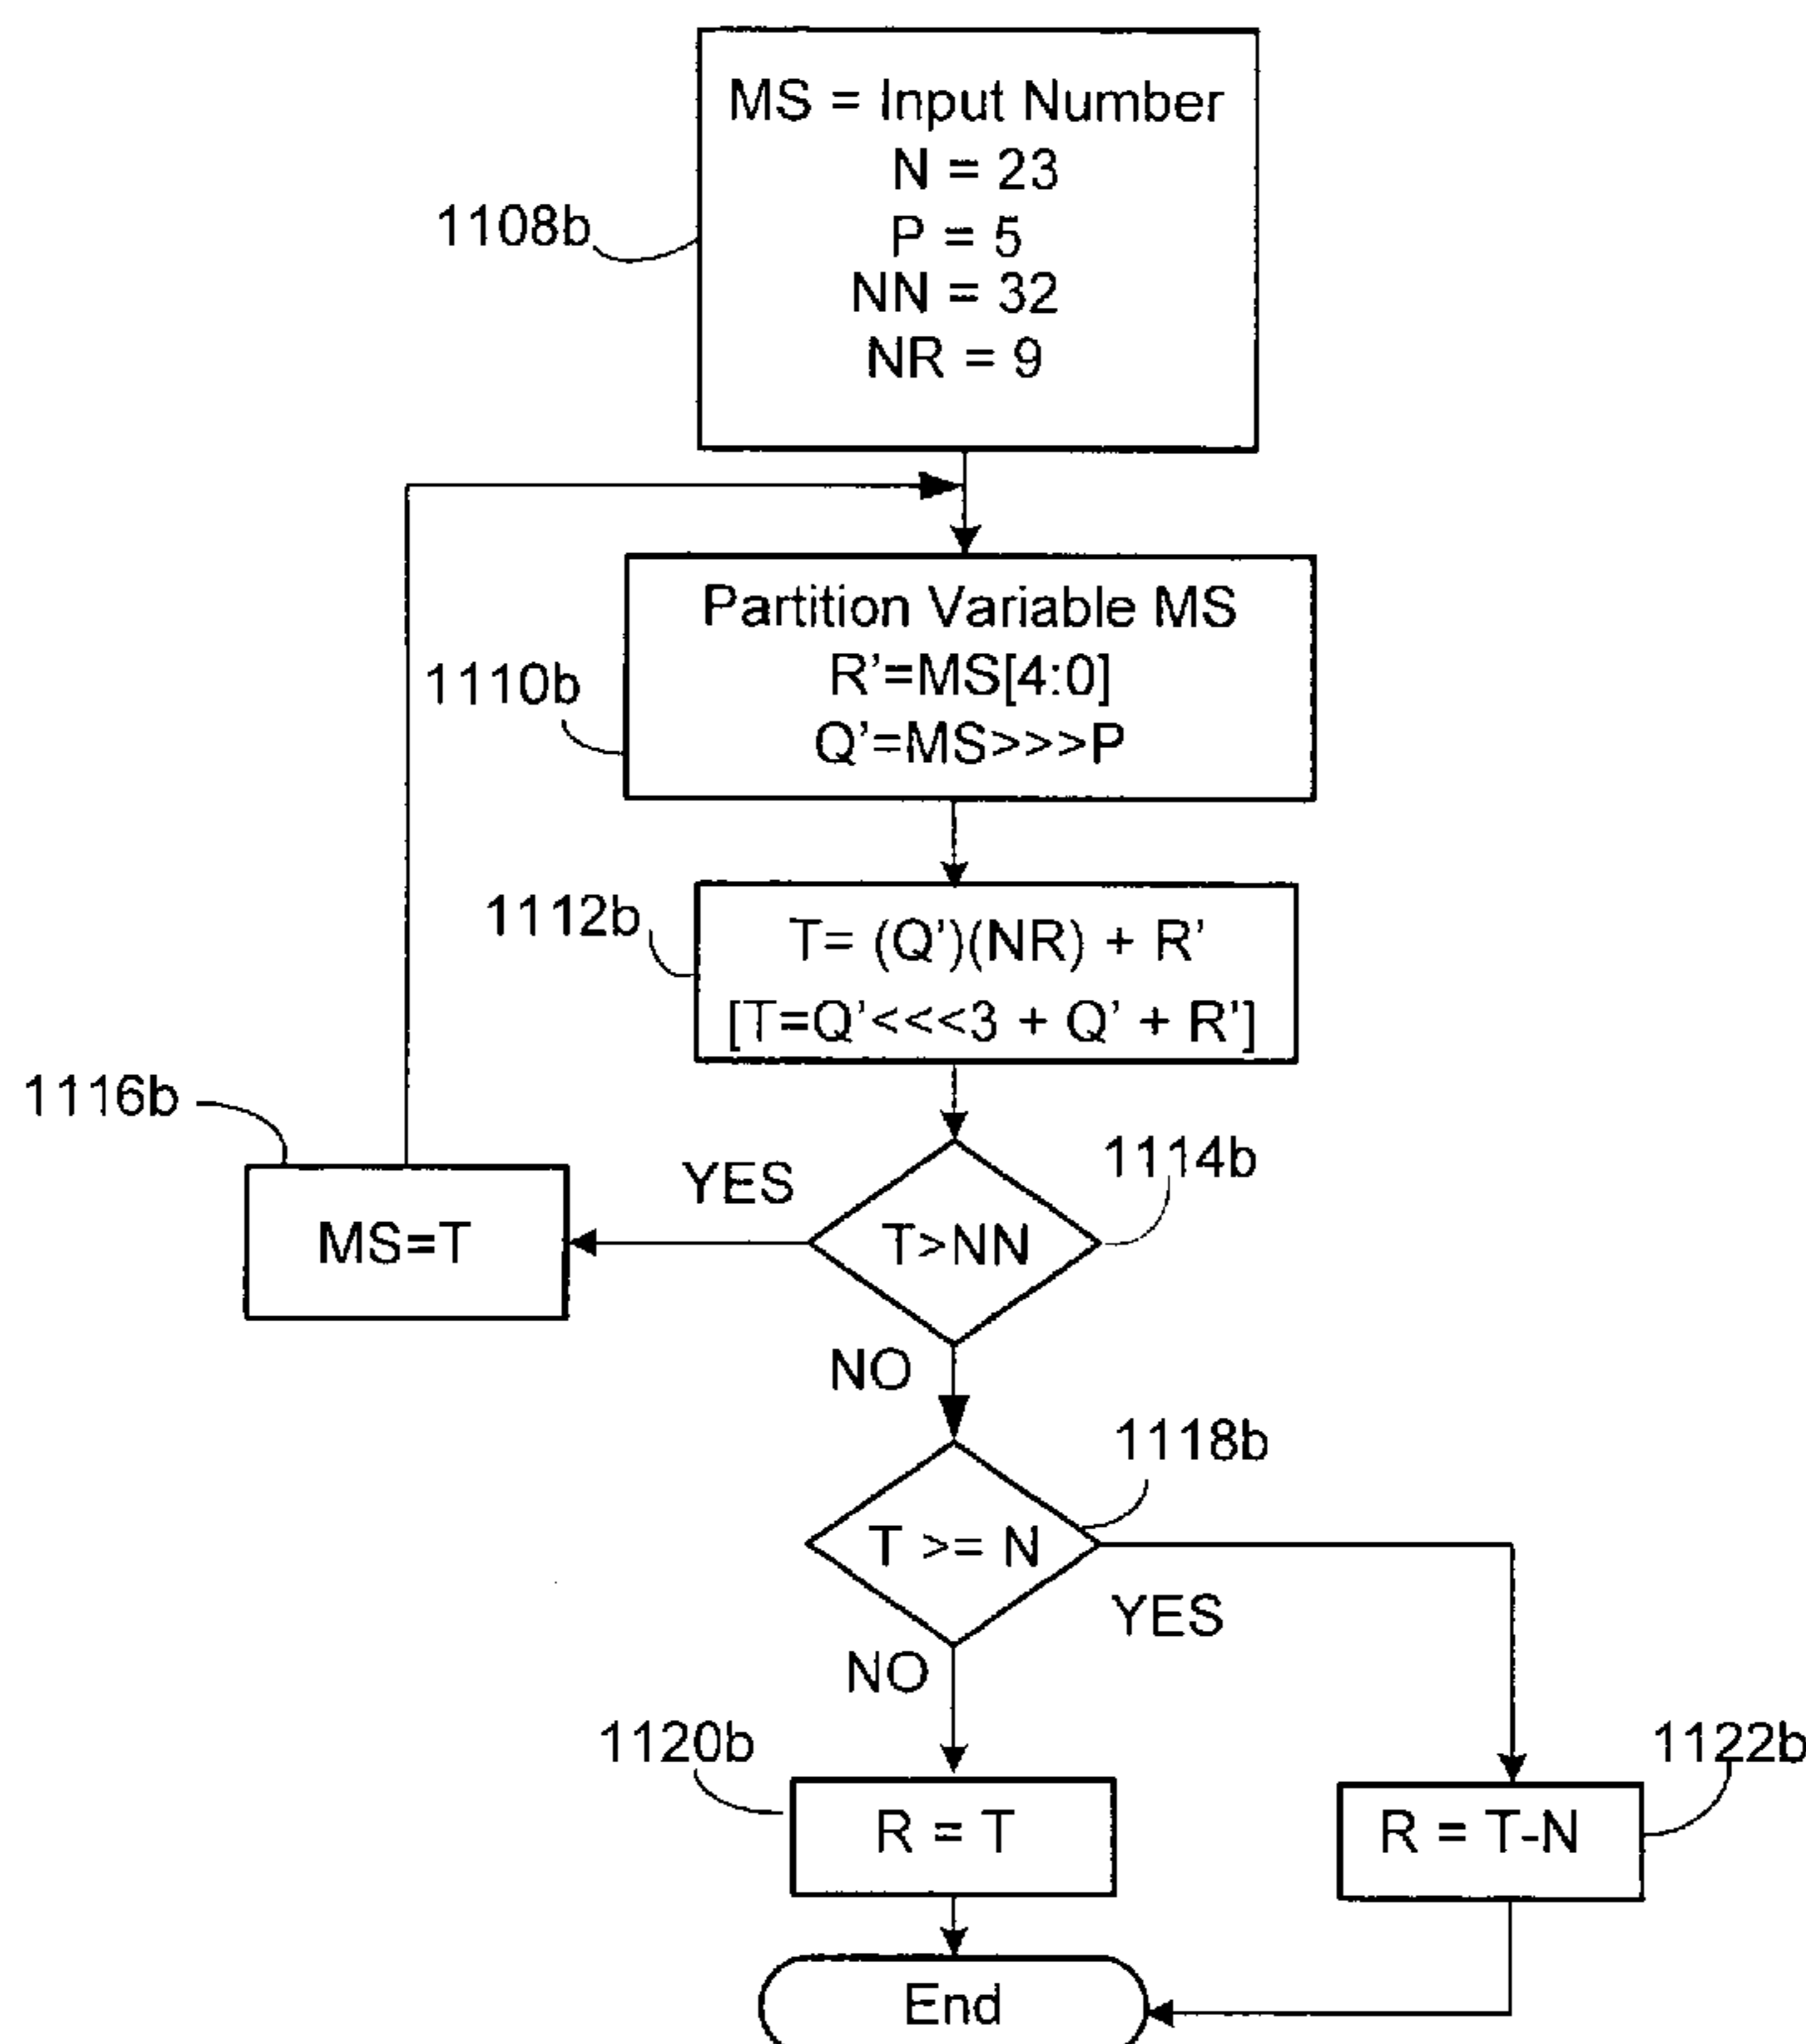 MS = Input Number
N = 23
P = 5
NN = 32
NR = 9
1108b
Partition Variable MS
R'=MS[4:0]
Q'=MS>>>P
1110b
1112b
T= (Q')(NR) + R'
[T=Q'<<<3 + Q' + R']
1116b
MS=T
YES
T>NN
1114b
NO
1118b
T >= N
YES
NO
1120b
R = T
1122b
R = T-N
End